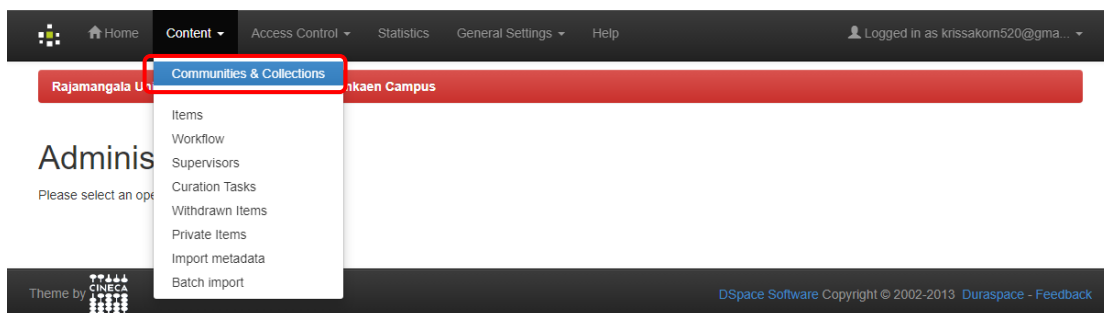 Home Content Access Control Statistics General Settings Help Logged in as krissakorn520@gma...
Communities & Collections
Rajamangala Un nkaen Campus
Items
Workflow
Adminis
Supervisors
Please select an ope
Curation Tasks
Withdrawn Items
Private Items
Import metadata
Batch import
Theme by CINECA
DSpace Software Copyright © 2002-2013 Duraspace - Feedback